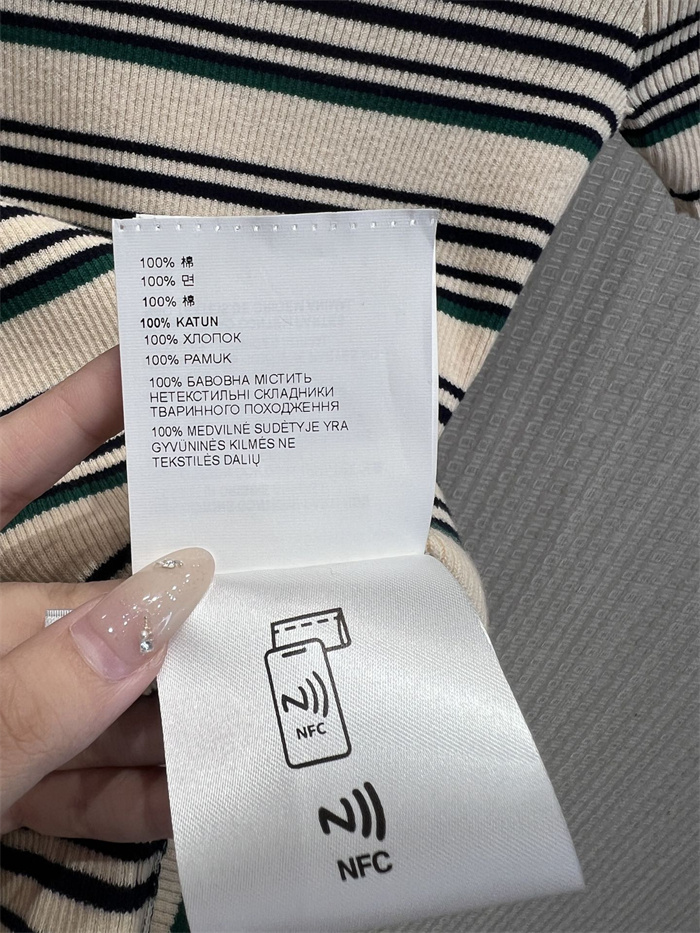 100% 棉
100% 면
100% 棉
100% KATUN
100% ХЛОПОК
100% PAMUK
100% БАВОВНА МІСТИТЬ
НЕТЕКСТИЛЬНІ СКЛАДНИКИ
ТВАРИННОГО ПОХОДЖЕННЯ
100% MEDVILNĖ SUDĖTYJE YRA
GYVŪNINĖS KILMĖS NE
TEKSTILĖS DALIŲ
N
NFC
N
NFC